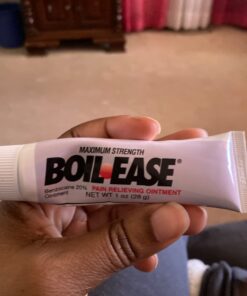 MAXIMUM STRENGTH
BOIL EASE®
Benzocaine 20% PAIN RELIEVING OINTMENT
Ointment NET WT 1 oz (28 g)